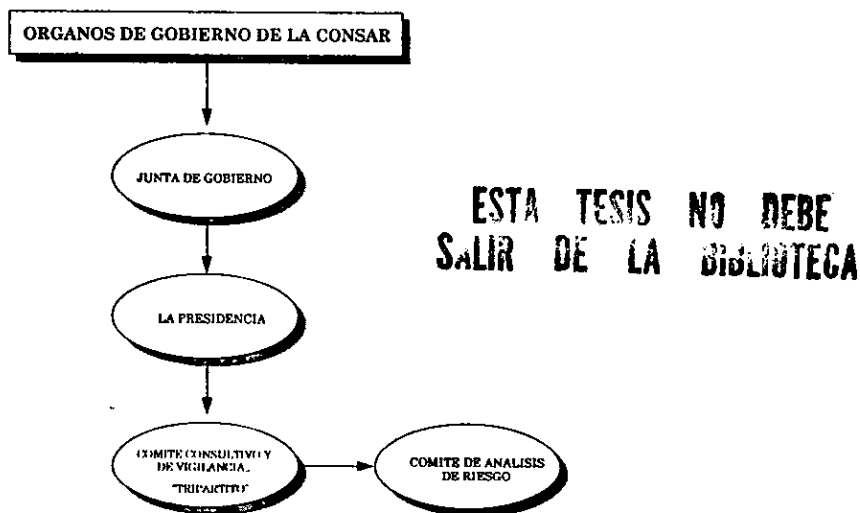 ORGANOS DE GOBIERNO DE LA CONSAR
JUNTA DE GOBIERNO
ESTA TESIS NO DEBE
SALIR DE LA BIBLIOTECA
LA PRESIDENCIA
COMITE CONSULTIVO Y
DE VIGILANCIA.
"TRIPARTITO"
COMITE DE ANALISIS
DE RIESGO